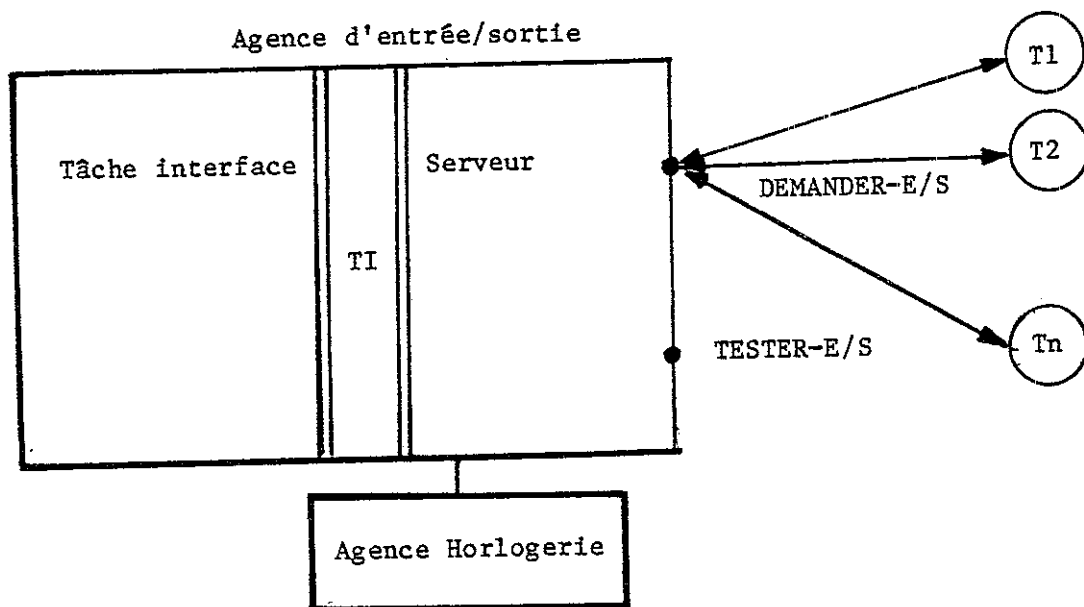 Agence d'entrée/sortie
T1
Tâche interface
Serveur
T2
DEMANDER-E/S
TI
TESTER-E/S
Tn
Agence Horlogerie